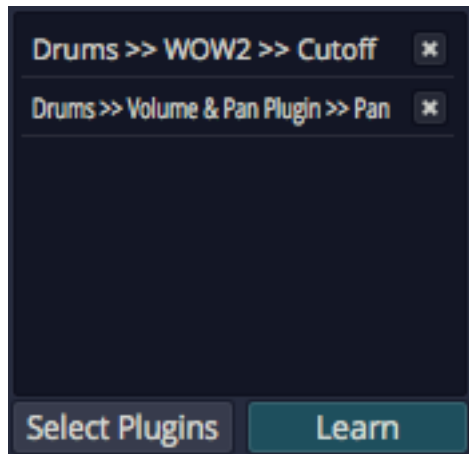 Drums >> WOW2 >> Cutoff
Drums >> Volume & Pan Plugin >> Pan
Select Plugins
Learn